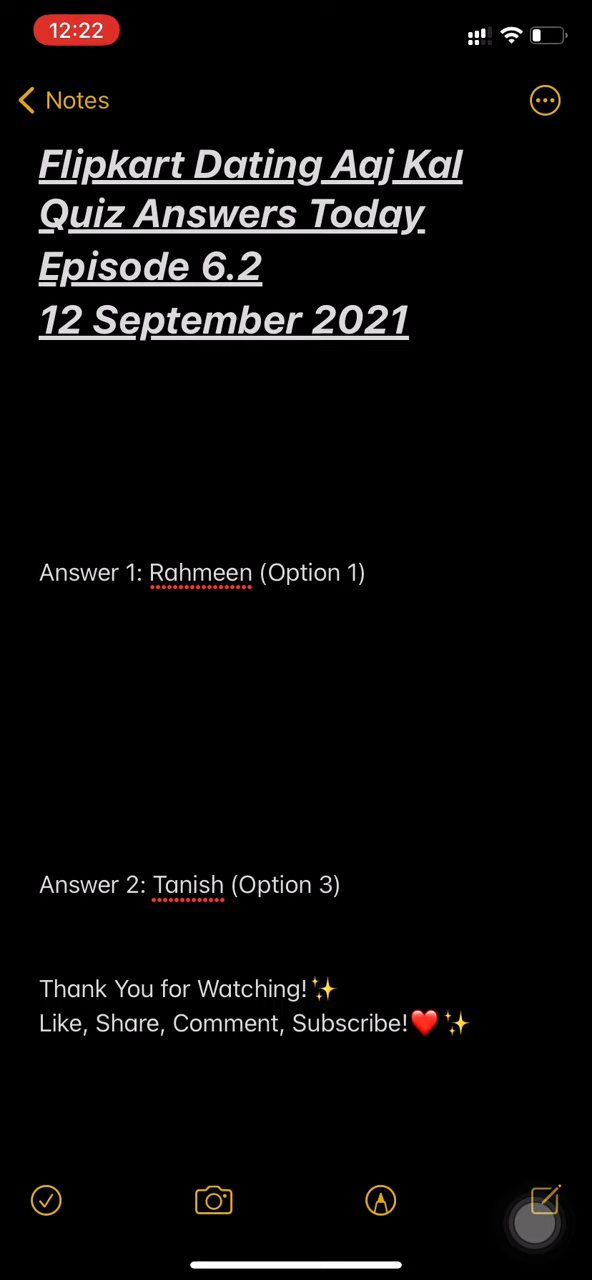 12:22
Notes
Flipkart Dating Aaj Kal
Quiz Answers Today
Episode 6.2
12 September 2021
Answer 1: Rahmeen (Option 1)
Answer 2: Tanish (Option 3)
Thank You for Watching!✨
Like, Share, Comment, Subscribe!❤️✨